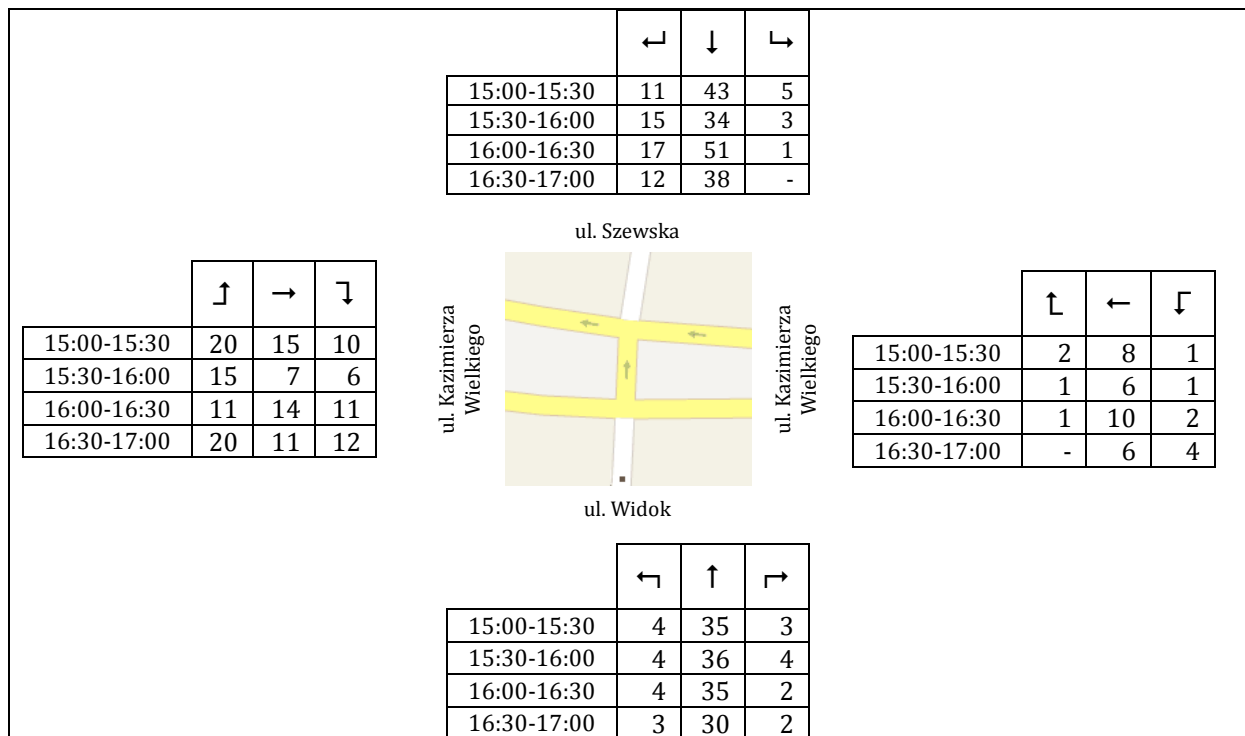 ↵ ↓ ↳
15:00-15:30 11 43 5
15:30-16:00 15 34 3
16:00-16:30 17 51 1
16:30-17:00 12 38 -
ul. Szewska
⮥ → ⮧
15:00-15:30 20 15 10
15:30-16:00 15 7 6
16:00-16:30 11 14 11
16:30-17:00 20 11 12
ul. Kazimierza
Wielkiego
ul. Kazimierza
Wielkiego
⮤ ← ⮦
15:00-15:30 2 8 1
15:30-16:00 1 6 1
16:00-16:30 1 10 2
16:30-17:00 - 6 4
ul. Widok
↰ ↑ ↱
15:00-15:30 4 35 3
15:30-16:00 4 36 4
16:00-16:30 4 35 2
16:30-17:00 3 30 2